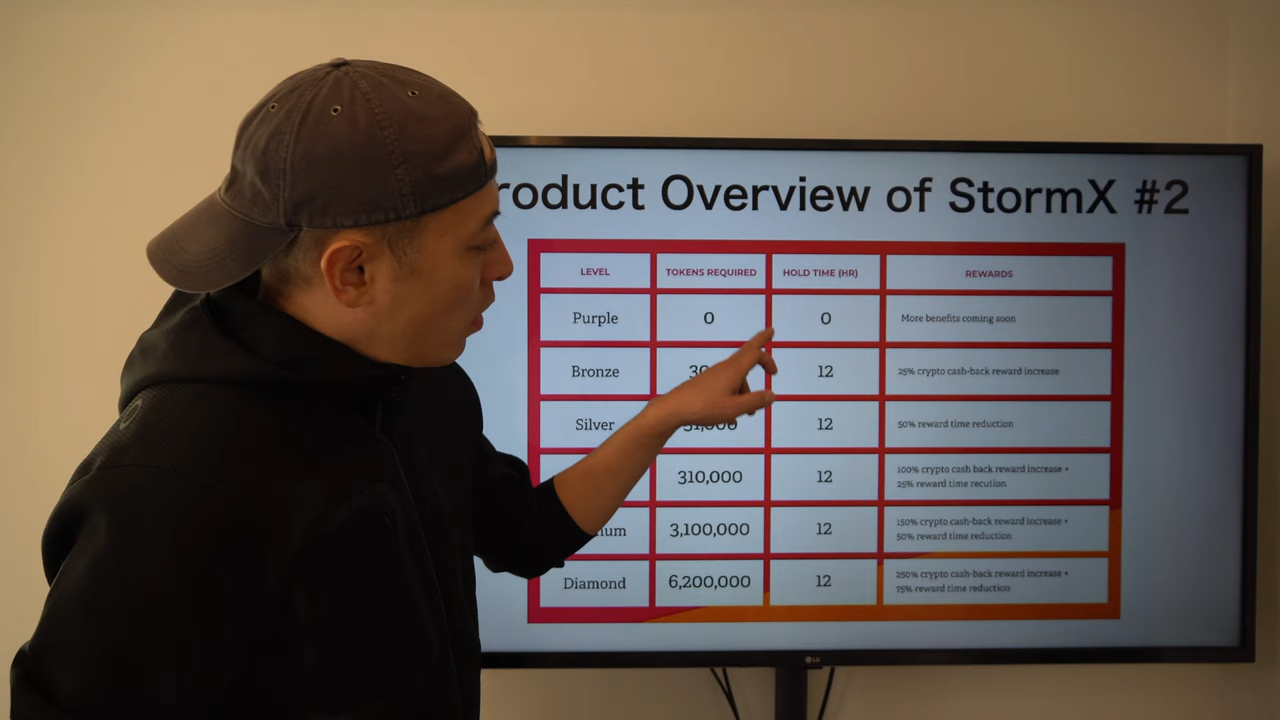 roduct Overview of StormX #2
LEVEL TOKENS REQUIRED HOLD TIME (HR) REWARDS
Purple 0 0 More benefits coming soon
Bronze 12 25% crypto cash-back reward increase
Silver 12 50% reward time reduction
310,000 12 100% crypto cash back reward increase +
25% reward time recution
num 3,100,000 12 150% crypto cash-back reward increase +
50% reward time reduction
Diamond 6,200,000 12 250% crypto cash-back reward increase +
75% reward time reduction
LG